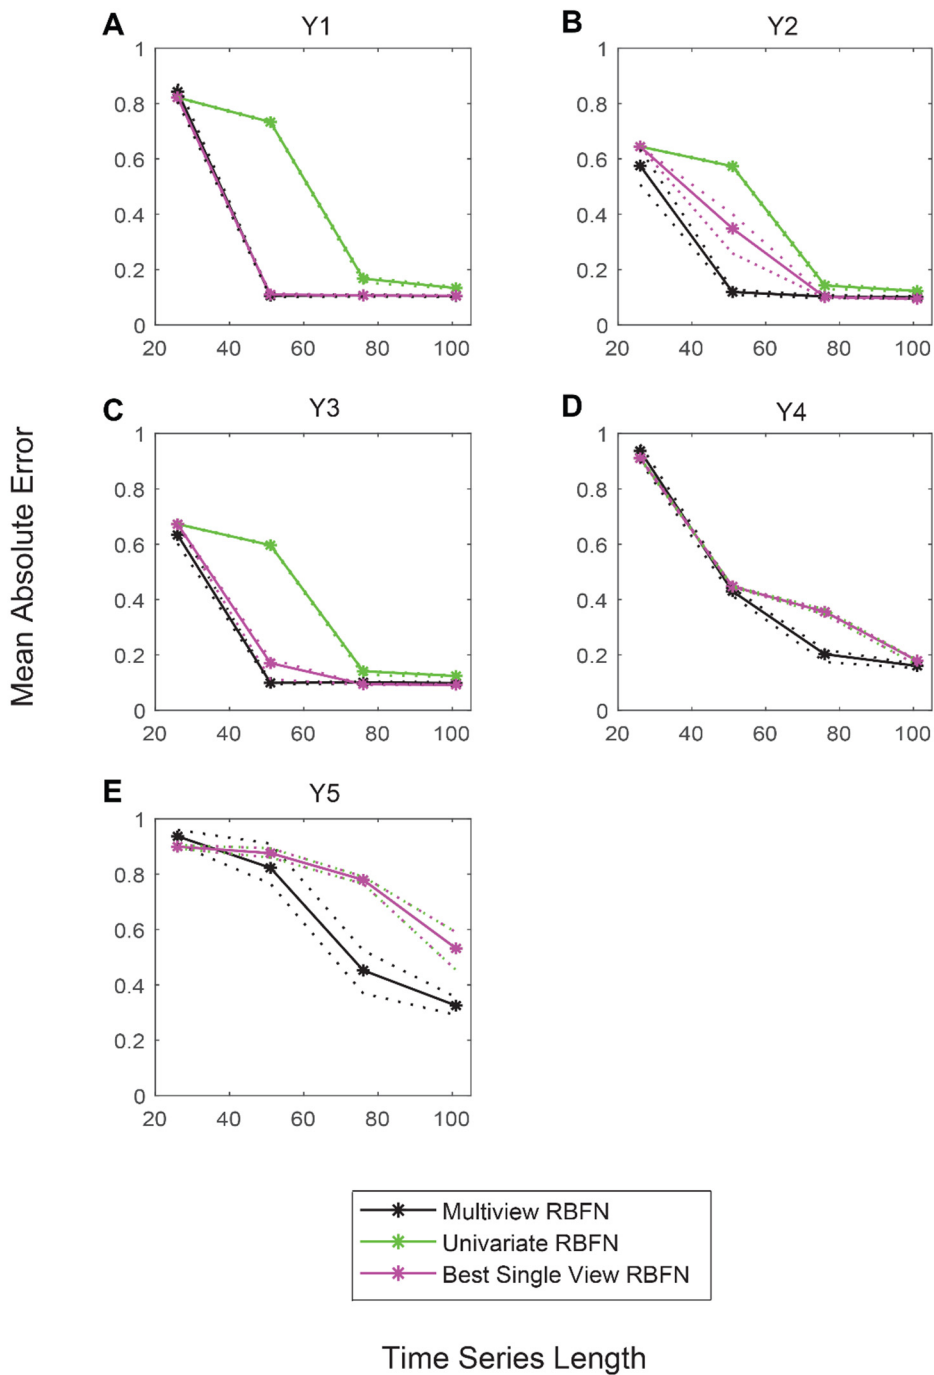 A Y1
1
0.8
0.6
0.4
0.2
0
20 40 60 80 100
B Y2
1
0.8
0.6
0.4
0.2
0
20 40 60 80 100
Mean Absolute Error
C Y3
1
0.8
0.6
0.4
0.2
0
20 40 60 80 100
D Y4
1
0.8
0.6
0.4
0.2
0
20 40 60 80 100
E Y5
1
0.8
0.6
0.4
0.2
0
20 40 60 80 100
Multiview RBFN
Univariate RBFN
Best Single View RBFN
Time Series Length